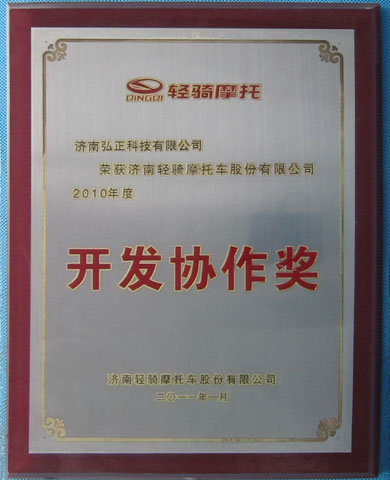 QINGQI 轻骑摩托
济南弘正科技有限公司
荣获济南轻骑摩托车股份有限公司
2010年度
开发协作奖
济南轻骑摩托车股份有限公司
二〇一一年一月